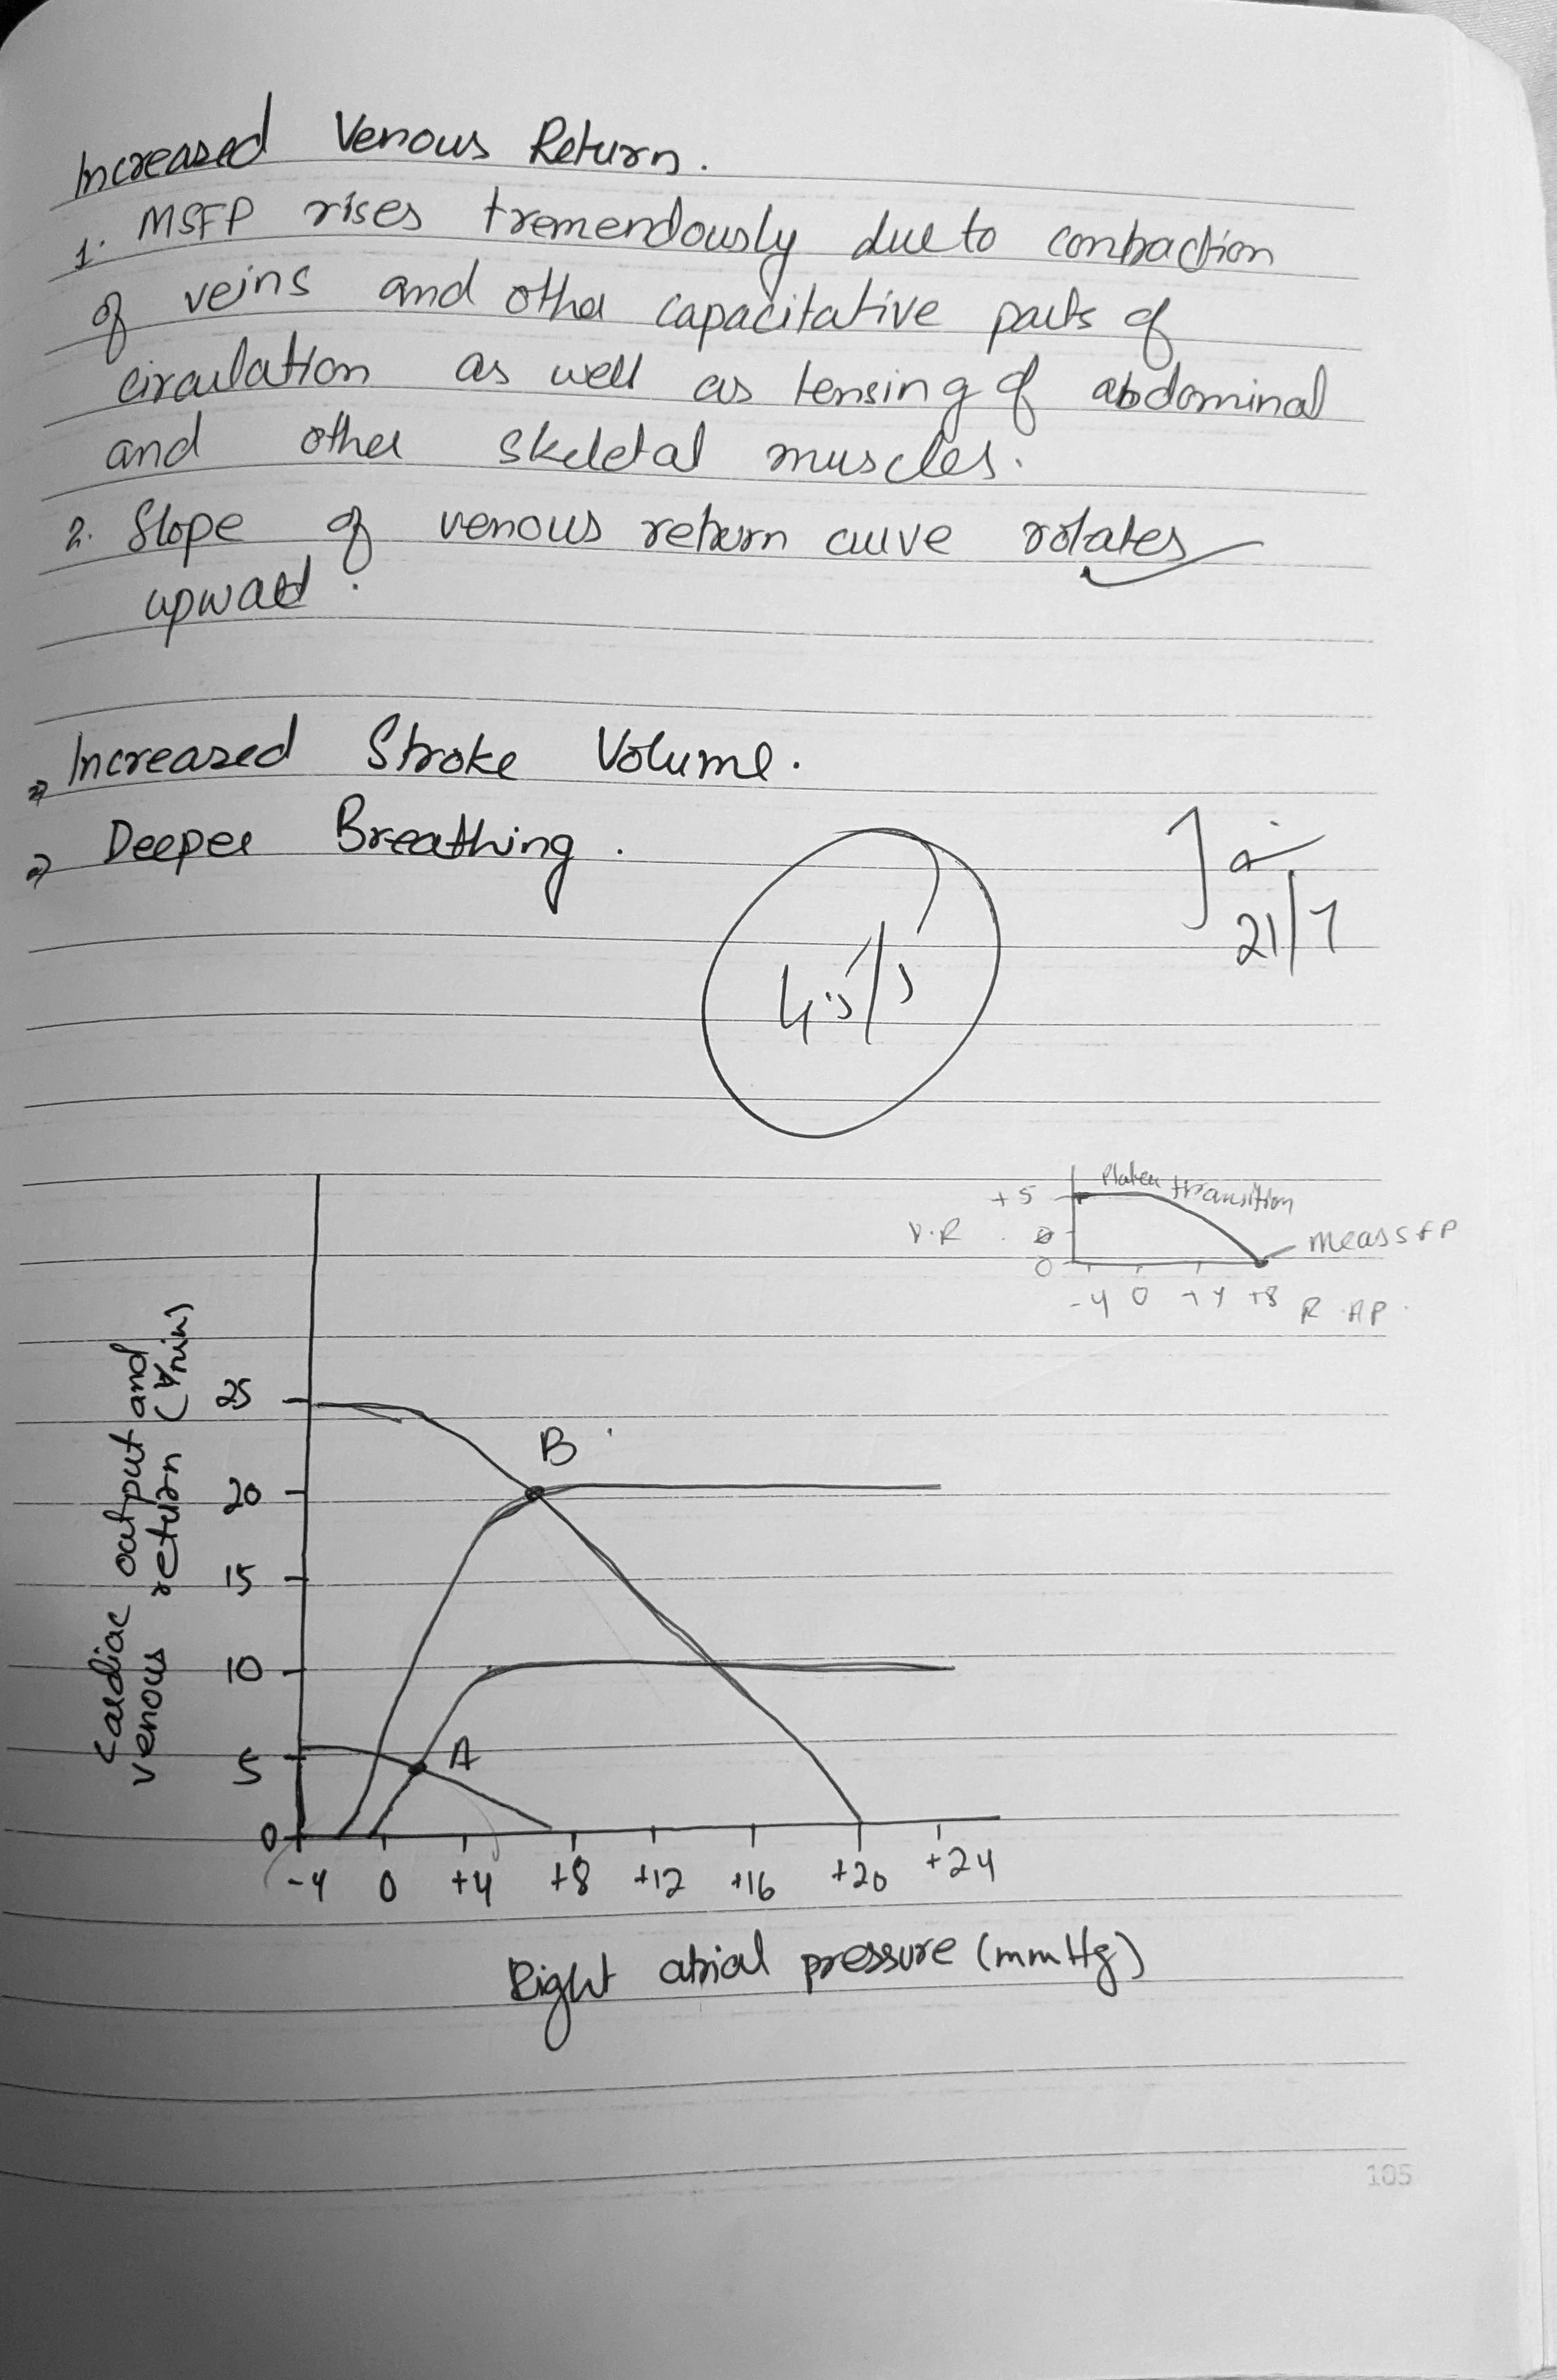 Increased Venous Return.
1. MSFP rises tremendously due to contraction
of veins and other capacitative parts of
circulation as well as tensing of abdominal
and other skeletal muscles.
2. Slope of venous return curve rotates
upward.
Increased Stroke Volume.
Deeper Breathing.
21/7
4.5/5
Plateu transition
+5
V.R
0
0
Meas SFP
-4 0 +4 +8 R.AP.
Cardiac output and
venous return (l/min)
25
B
20
15
10
5
A
0
-4 0 +4 +8 +12 +16 +20 +24
Right atrial pressure (mmHg)
105